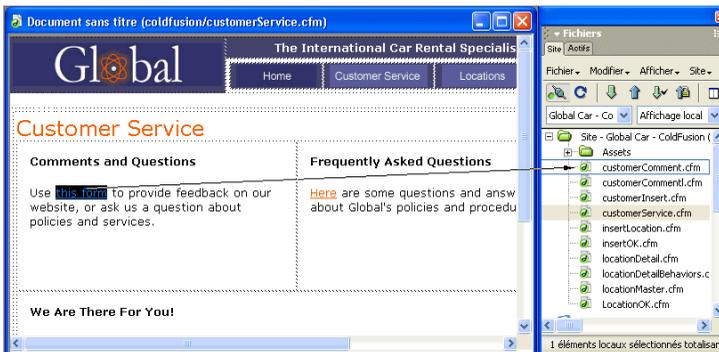 Document sans titre (coldfusion/customerService.cfm)
Global
The International Car Rental Specialis
Home
Customer Service
Locations
Customer Service
Comments and Questions
Use this form to provide feedback on our
website, or ask us a question about
policies and services.
Frequently Asked Questions
Here are some questions and answ
about Global's policies and procedu
We Are There For You!
Fichiers
Site Actifs
Fichier Modifier Afficher Site
Global Car - Co Affichage local
Site - Global Car - ColdFusion (
Assets
customerComment.cfm
customerCommentI.cfm
customerInsert.cfm
customerService.cfm
insertLocation.cfm
insertOK.cfm
locationDetail.cfm
locationDetailBehaviors.c
locationMaster.cfm
LocationOK.cfm
1 éléments locaux sélectionnés totalisar